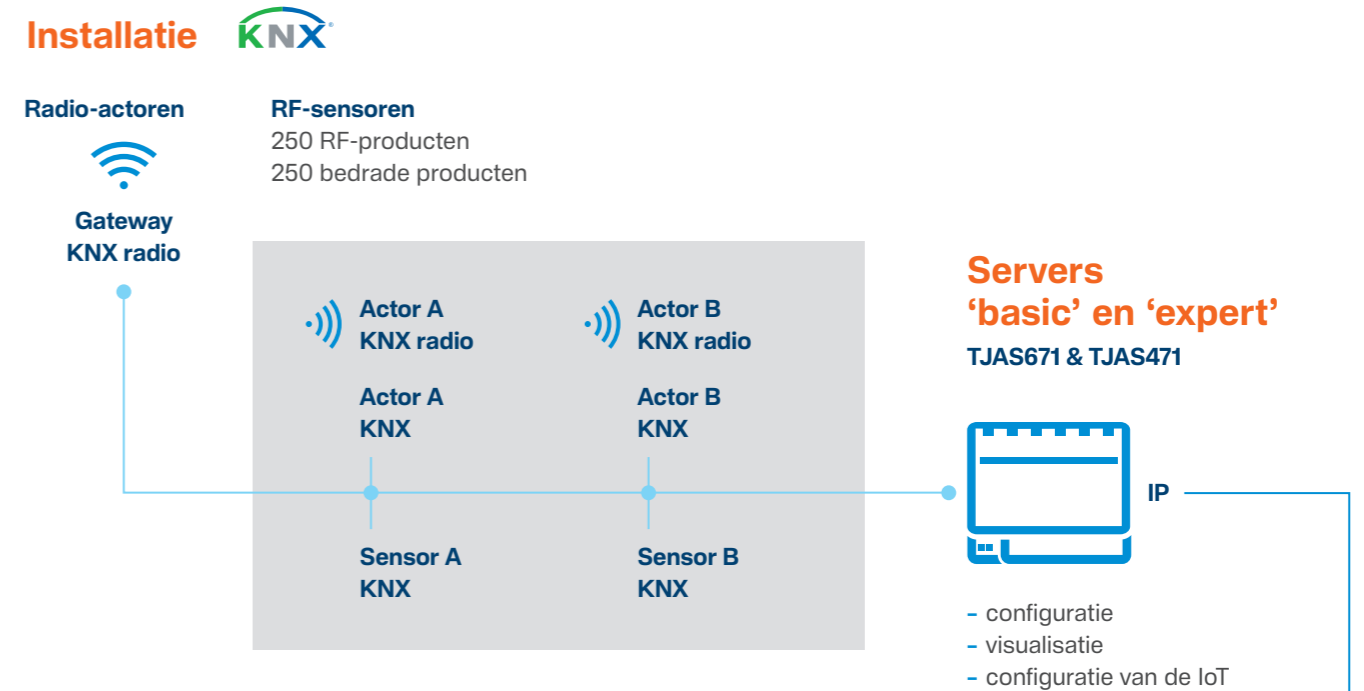 Installatie KNX®
Radio-actoren
Gateway
KNX radio
RF-sensoren
250 RF-producten
250 bedrade producten
Actor A
KNX radio
Actor A
KNX
Sensor A
KNX
Actor B
KNX radio
Actor B
KNX
Sensor B
KNX
Servers
‘basic’ en ‘expert’
TJAS671 & TJAS471
IP
- configuratie
- visualisatie
- configuratie van de IoT